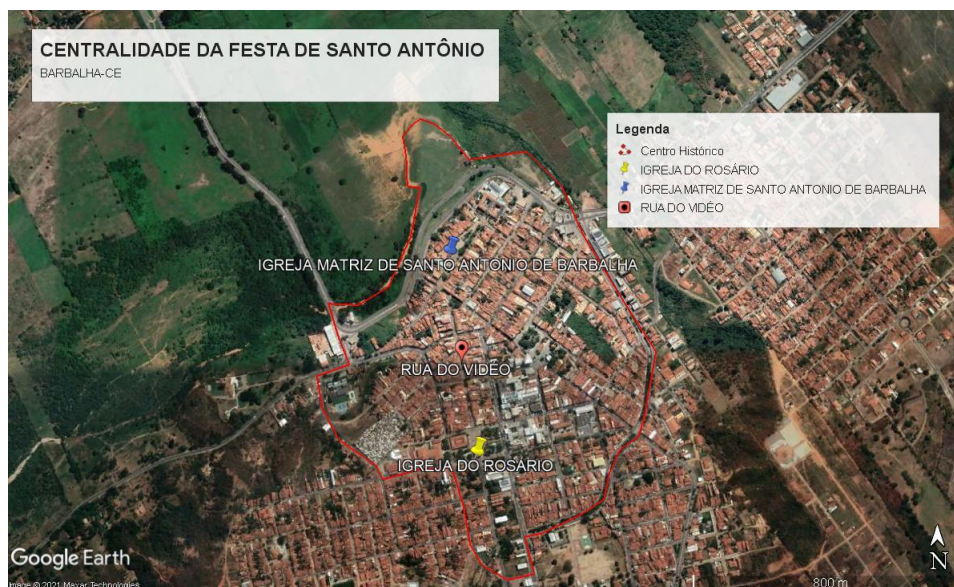 CENTRALIDADE DA FESTA DE SANTO ANTÔNIO
BARBALHA-CE
Legenda
Centro Histórico
IGREJA DO ROSÁRIO
IGREJA MATRIZ DE SANTO ANTONIO DE BARBALHA
RUA DO VIDÉO
IGREJA MATRIZ DE SANTO ANTONIO DE BARBALHA
RUA DO VIDÉO
IGREJA DO ROSÁRIO
Google Earth
Image © 2021 Maxar Technologies
800 m
N